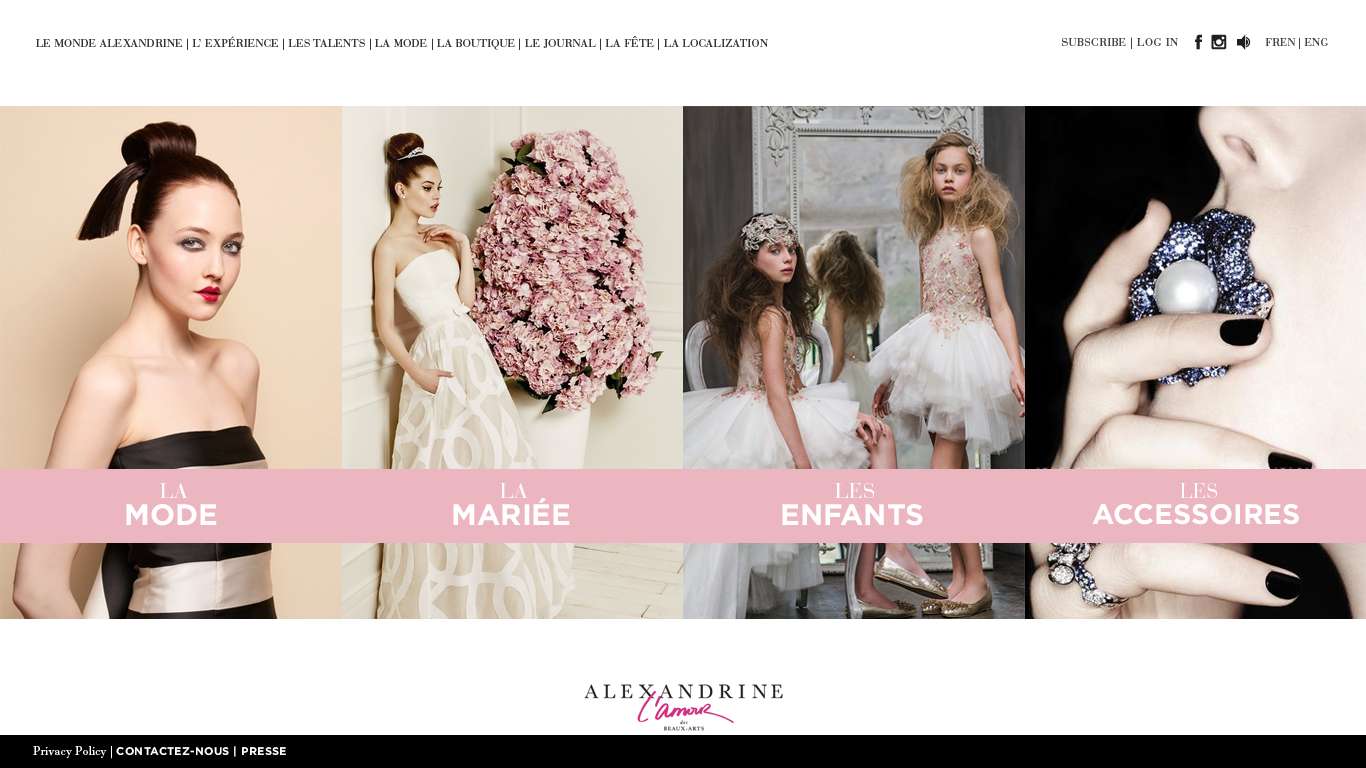 LE MONDE ALEXANDRINE | L' EXPÉRIENCE | LES TALENTS | LA MODE | LA BOUTIQUE | LE JOURNAL | LA FÊTE | LA LOCALIZATION
SUBSCRIBE | LOG IN
FREN | ENG
LA
MODE
LA
MARIÉE
LES
ENFANTS
LES
ACCESSOIRES
ALEXANDRINE
L'amour
des
BEAUX-ARTS
Privacy Policy | CONTACTEZ-NOUS | PRESSE